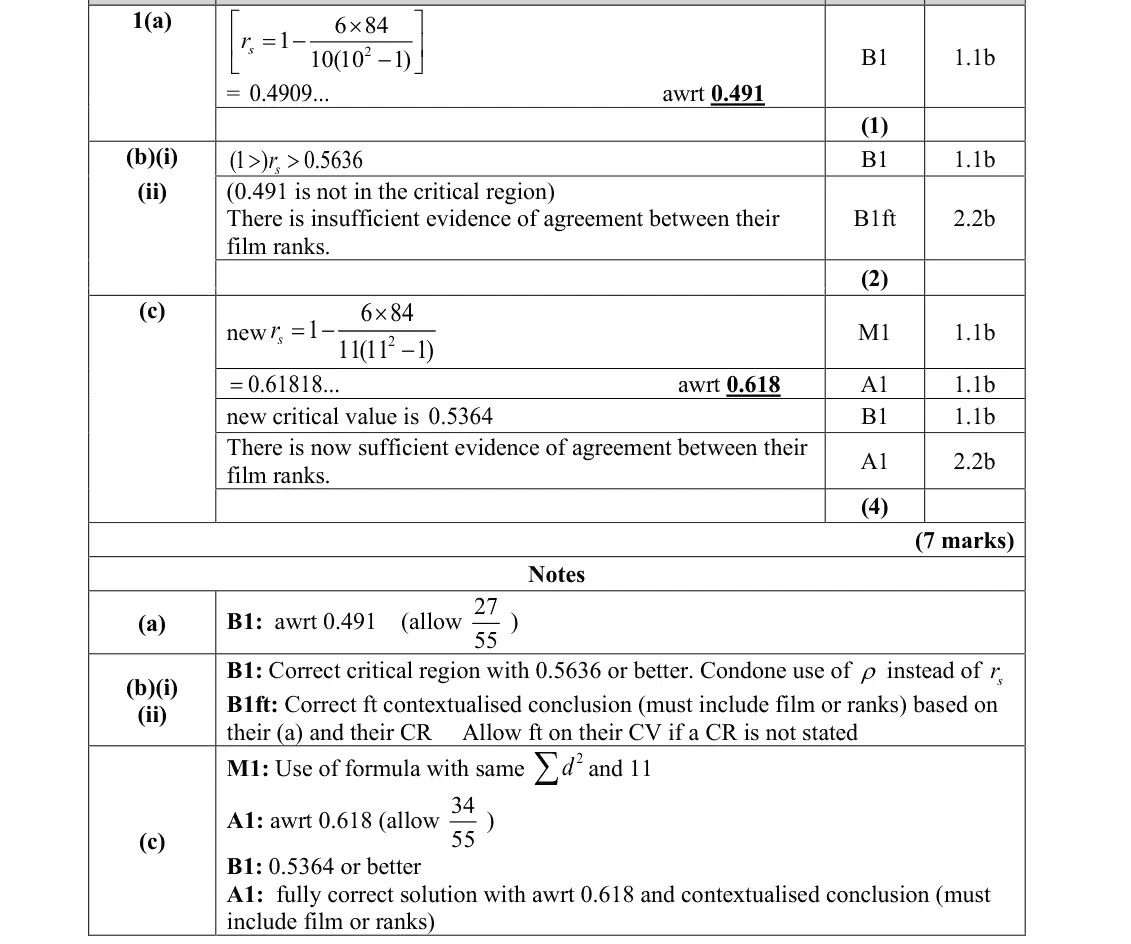 1(a) [r_s = 1 − (6×84)/(10(10² − 1))] B1 1.1b
= 0.4909... awrt 0.491
(1)
(b)(i) (1 >) r_s > 0.5636 B1 1.1b
(ii) (0.491 is not in the critical region)
There is insufficient evidence of agreement between their B1ft 2.2b
film ranks.
(2)
(c) new r_s = 1 − (6×84)/(11(11² − 1)) M1 1.1b
= 0.61818... awrt 0.618 A1 1.1b
new critical value is 0.5364 B1 1.1b
There is now sufficient evidence of agreement between their A1 2.2b
film ranks.
(4)
(7 marks)
Notes
(a) B1: awrt 0.491 (allow 27/55 )
(b)(i) B1: Correct critical region with 0.5636 or better. Condone use of ρ instead of r_s
(ii) B1ft: Correct ft contextualised conclusion (must include film or ranks) based on
their (a) and their CR Allow ft on their CV if a CR is not stated
(c) M1: Use of formula with same ∑d² and 11
A1: awrt 0.618 (allow 34/55 )
B1: 0.5364 or better
A1: fully correct solution with awrt 0.618 and contextualised conclusion (must
include film or ranks)